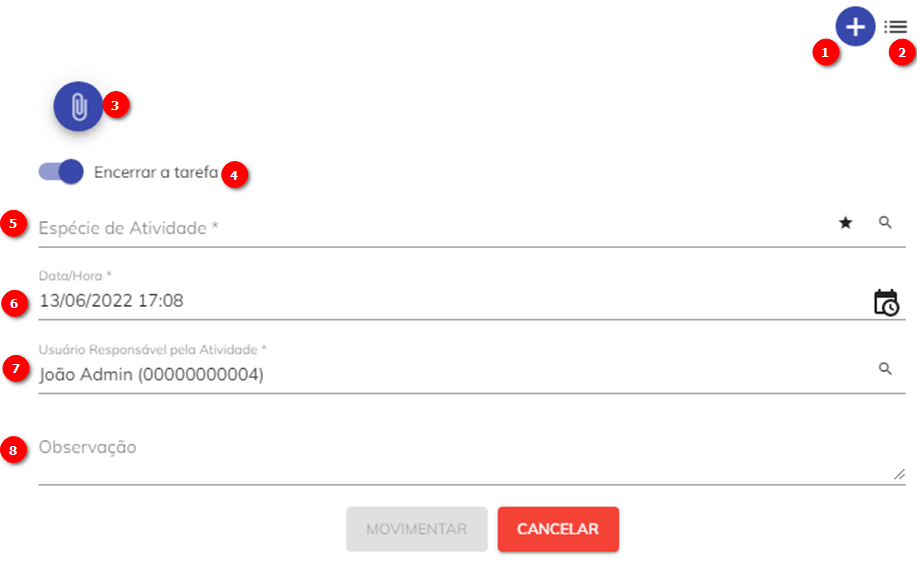 1
2
3
Encerrar a tarefa
4
5
Espécie de Atividade *
Data/Hora *
6
13/06/2022 17:08
Usuário Responsável pela Atividade *
7
João Admin (00000000004)
8
Observação
MOVIMENTAR
CANCELAR